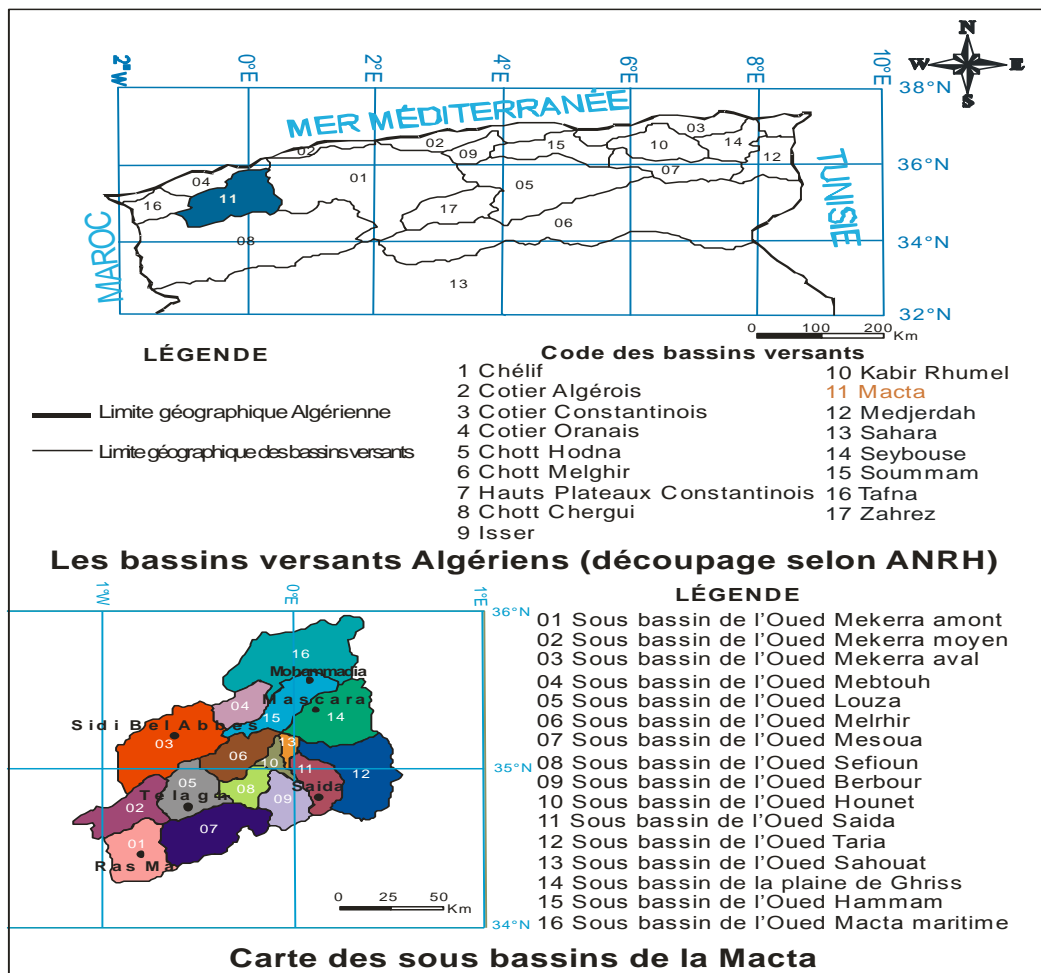 N
W E
S
2°W 0°E 2°E 4°E 6°E 8°E 10°E
38°N
MER MÉDITERRANÉE
03
02 02 15 10 14
09 12
36°N
04 01 07
11 05
16 17
06
08
34°N
13
32°N
MAROC
TUNISIE
0 100 200
Km
LÉGENDE
Limite géographique Algérienne
Limite géographique des bassins versants
Code des bassins versants
1 Chélif
2 Cotier Algérois
3 Cotier Constantinois
4 Cotier Oranais
5 Chott Hodna
6 Chott Melghir
7 Hauts Plateaux Constantinois
8 Chott Chergui
9 Isser
10 Kabir Rhumel
11 Macta
12 Medjerdah
13 Sahara
14 Seybouse
15 Soummam
16 Tafna
17 Zahrez
Les bassins versants Algériens (découpage selon ANRH)
1°W 0°E 1°E
36°N
16
Mohammadia
04 Mascara
15 14
Sidi Bel Abbes
03 13
06
10 11 12
35°N
05 08 Saida
Telagh
02 09
07
01
Ras Ma
0 25 50
Km
34°N
LÉGENDE
01 Sous bassin de l'Oued Mekerra amont
02 Sous bassin de l'Oued Mekerra moyen
03 Sous bassin de l'Oued Mekerra aval
04 Sous bassin de l'Oued Mebtouh
05 Sous bassin de l'Oued Louza
06 Sous bassin de l'Oued Melrhir
07 Sous bassin de l'Oued Mesoua
08 Sous bassin de l'Oued Sefioun
09 Sous bassin de l'Oued Berbour
10 Sous bassin de l'Oued Hounet
11 Sous bassin de l'Oued Saida
12 Sous bassin de l'Oued Taria
13 Sous bassin de l'Oued Sahouat
14 Sous bassin de la plaine de Ghriss
15 Sous bassin de l'Oued Hammam
16 Sous bassin de l'Oued Macta maritime
Carte des sous bassins de la Macta